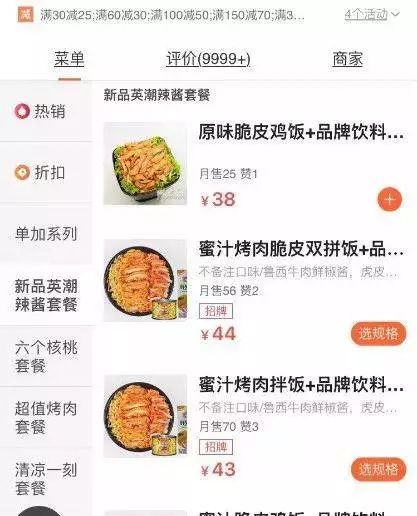 减 满30减25;满60减30;满100减50;满150减70;满3... 4个活动
菜单 评价(9999+) 商家
热销
折扣
单加系列
新品英潮
辣酱套餐
六个核桃
套餐
超值烤肉
套餐
清凉一刻
套餐
新品英潮辣酱套餐
原味脆皮鸡饭+品牌饮料...
月售25 赞1
¥38
蜜汁烤肉脆皮双拼饭+品...
不备注口味/鲁西牛肉鲜椒酱，虎皮...
月售56 赞2
招牌
¥44 选规格
蜜汁烤肉拌饭+品牌饮料...
不备注口味/鲁西牛肉鲜椒酱，虎皮...
月售70 赞3
招牌
¥43 选规格